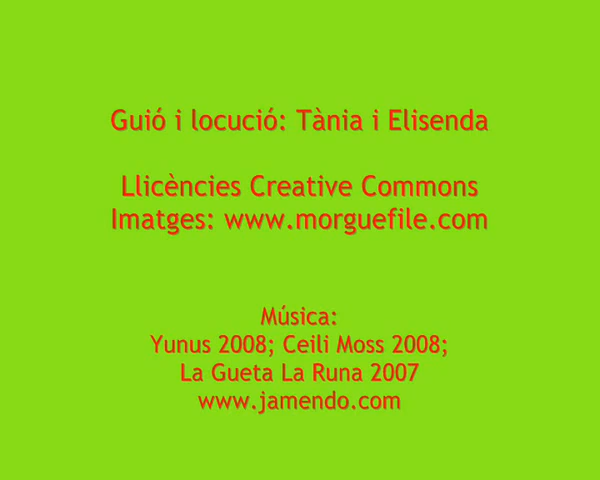 Guió i locució: Tània i Elisenda
Llicències Creative Commons
Imatges: www.morguefile.com
Música:
Yunus 2008; Ceili Moss 2008;
La Gueta La Runa 2007
www.jamendo.com